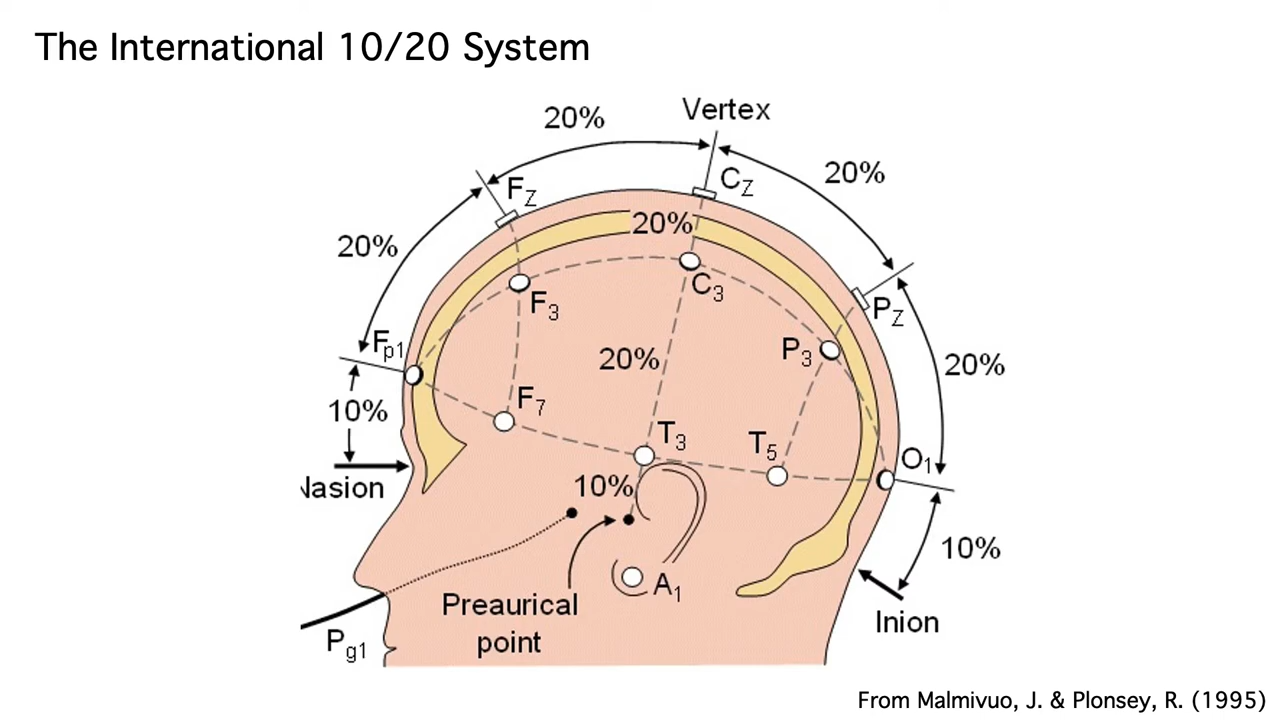 The International 10/20 System
Vertex
20%
20%
CZ
FZ
20%
20%
C3
F3
PZ
Fp1
P3
20%
20%
10%
F7
T3
T5
O1
Nasion
10%
10%
A1
Preaurical
point
Inion
Pg1
From Malmivuo, J. & Plonsey, R. (1995)